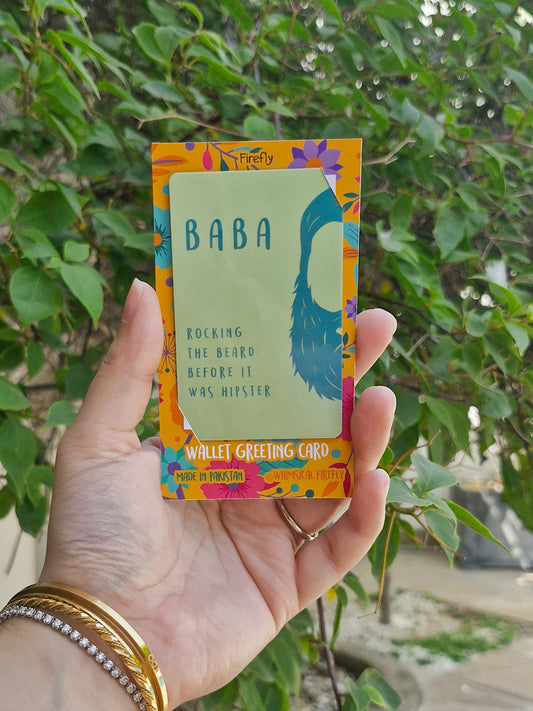 Firefly
BABA
ROCKING
THE BEARD
BEFORE IT
WAS HIPSTER
WALLET GREETING CARD
MADE IN PAKISTAN @WHIMSICAL.FIREFLY